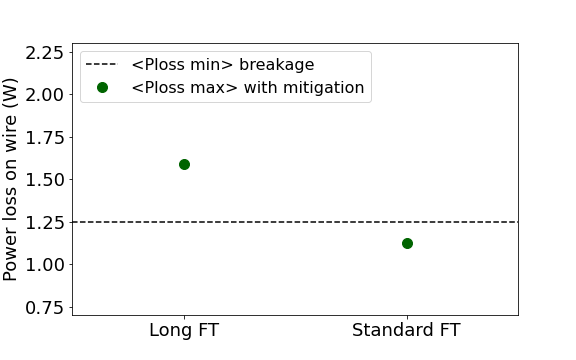 <Ploss min> breakage
<Ploss max> with mitigation
Power loss on wire (W)
2.25
2.00
1.75
1.50
1.25
1.00
0.75
Long FT
Standard FT